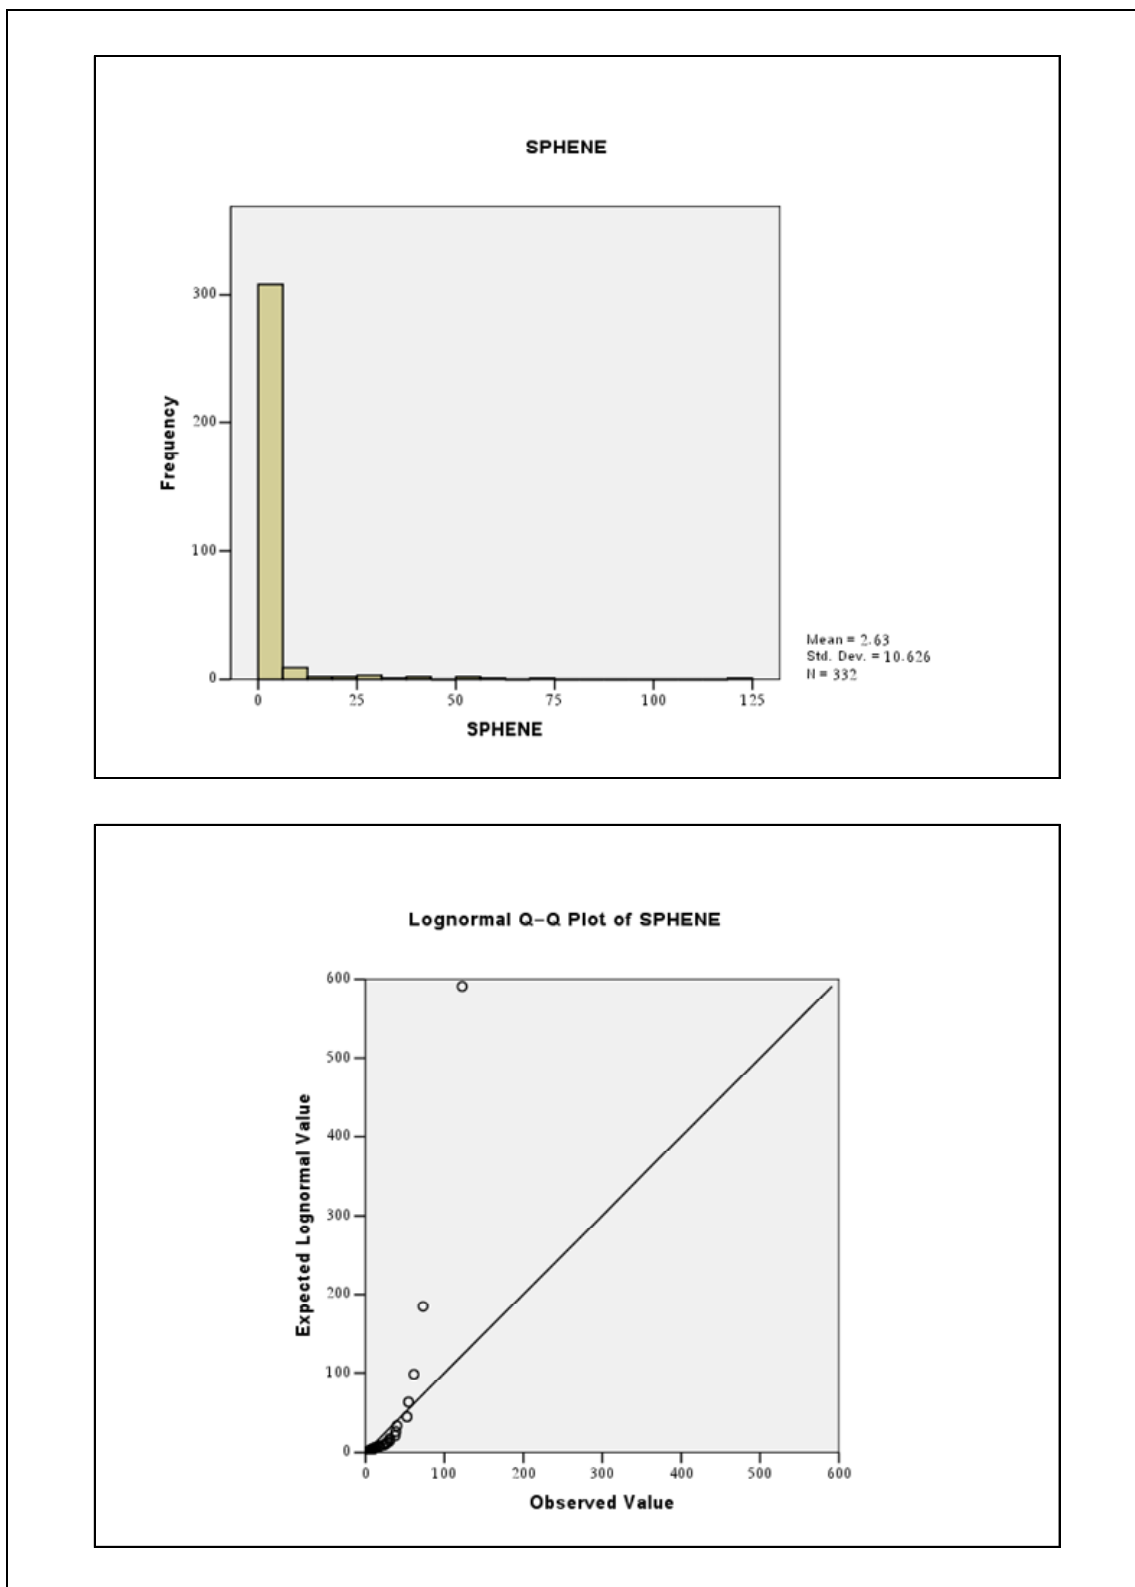 SPHENE
300
200
100
0
Frequency
0 25 50 75 100 125
SPHENE
Mean = 2.63
Std. Dev. = 10.626
N = 332
Lognormal Q–Q Plot of SPHENE
600
500
400
300
200
100
0
Expected Lognormal Value
0 100 200 300 400 500 600
Observed Value